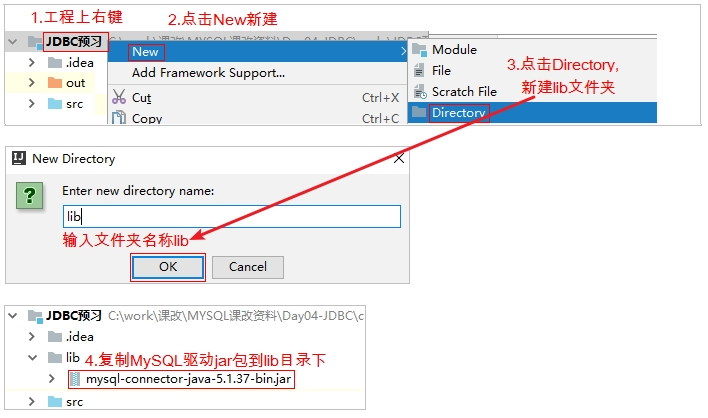 1.工程上右键
2.点击New新建
JDBC预习
New
Module
.idea
Add Framework Support...
File
3.点击Directory,
out
Cut
Ctrl+X
Scratch File
新建lib文件夹
src
Copy
Ctrl+C
Directory
New Directory
Enter new directory name:
lib
输入文件夹名称lib
OK
Cancel
JDBC预习 C:\work\课改\MYSQL课改资料\Day04-JDBC\c
.idea
lib
4.复制MySQL驱动jar包到lib目录下
mysql-connector-java-5.1.37-bin.jar
src